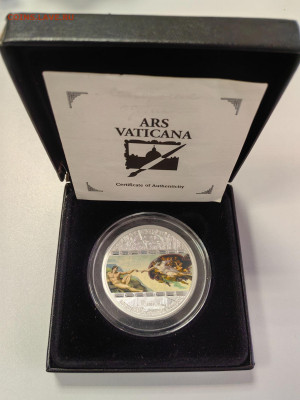 ARS
VATICANA
Certificate of Authenticity